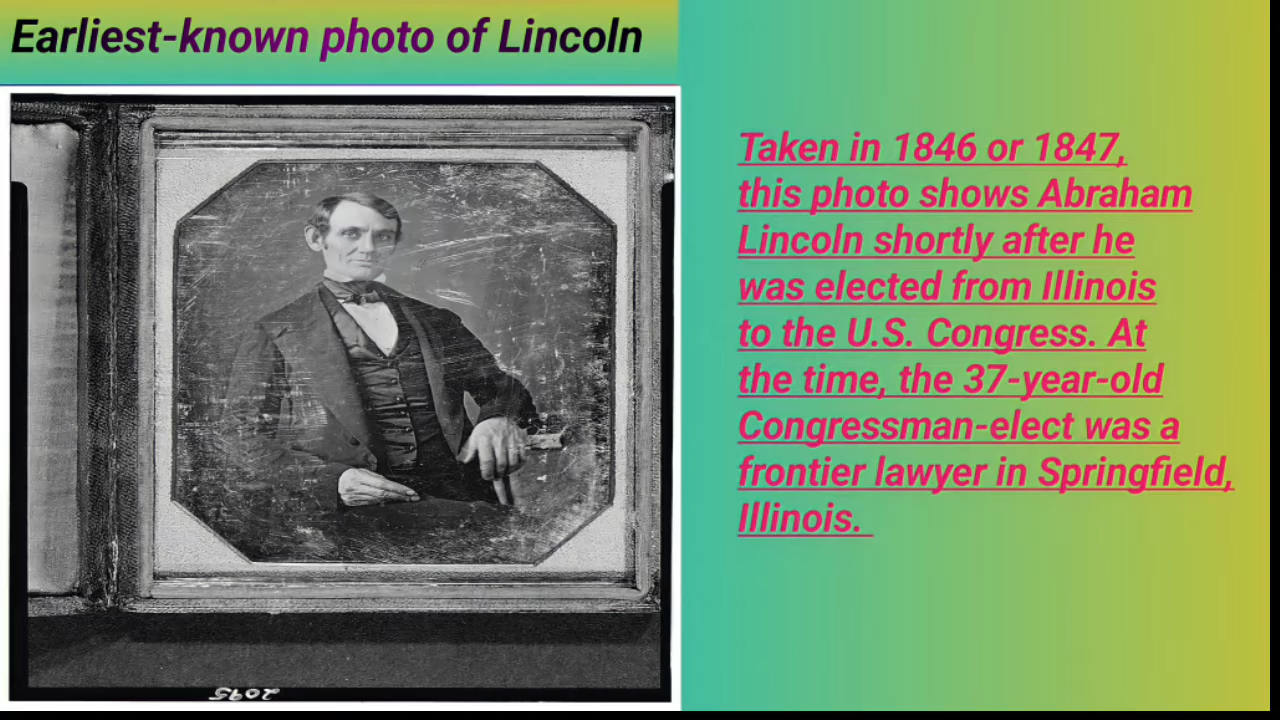 Earliest-known photo of Lincoln
Taken in 1846 or 1847,
this photo shows Abraham
Lincoln shortly after he
was elected from Illinois
to the U.S. Congress. At
the time, the 37-year-old
Congressman-elect was a
frontier lawyer in Springfield,
Illinois.
2095